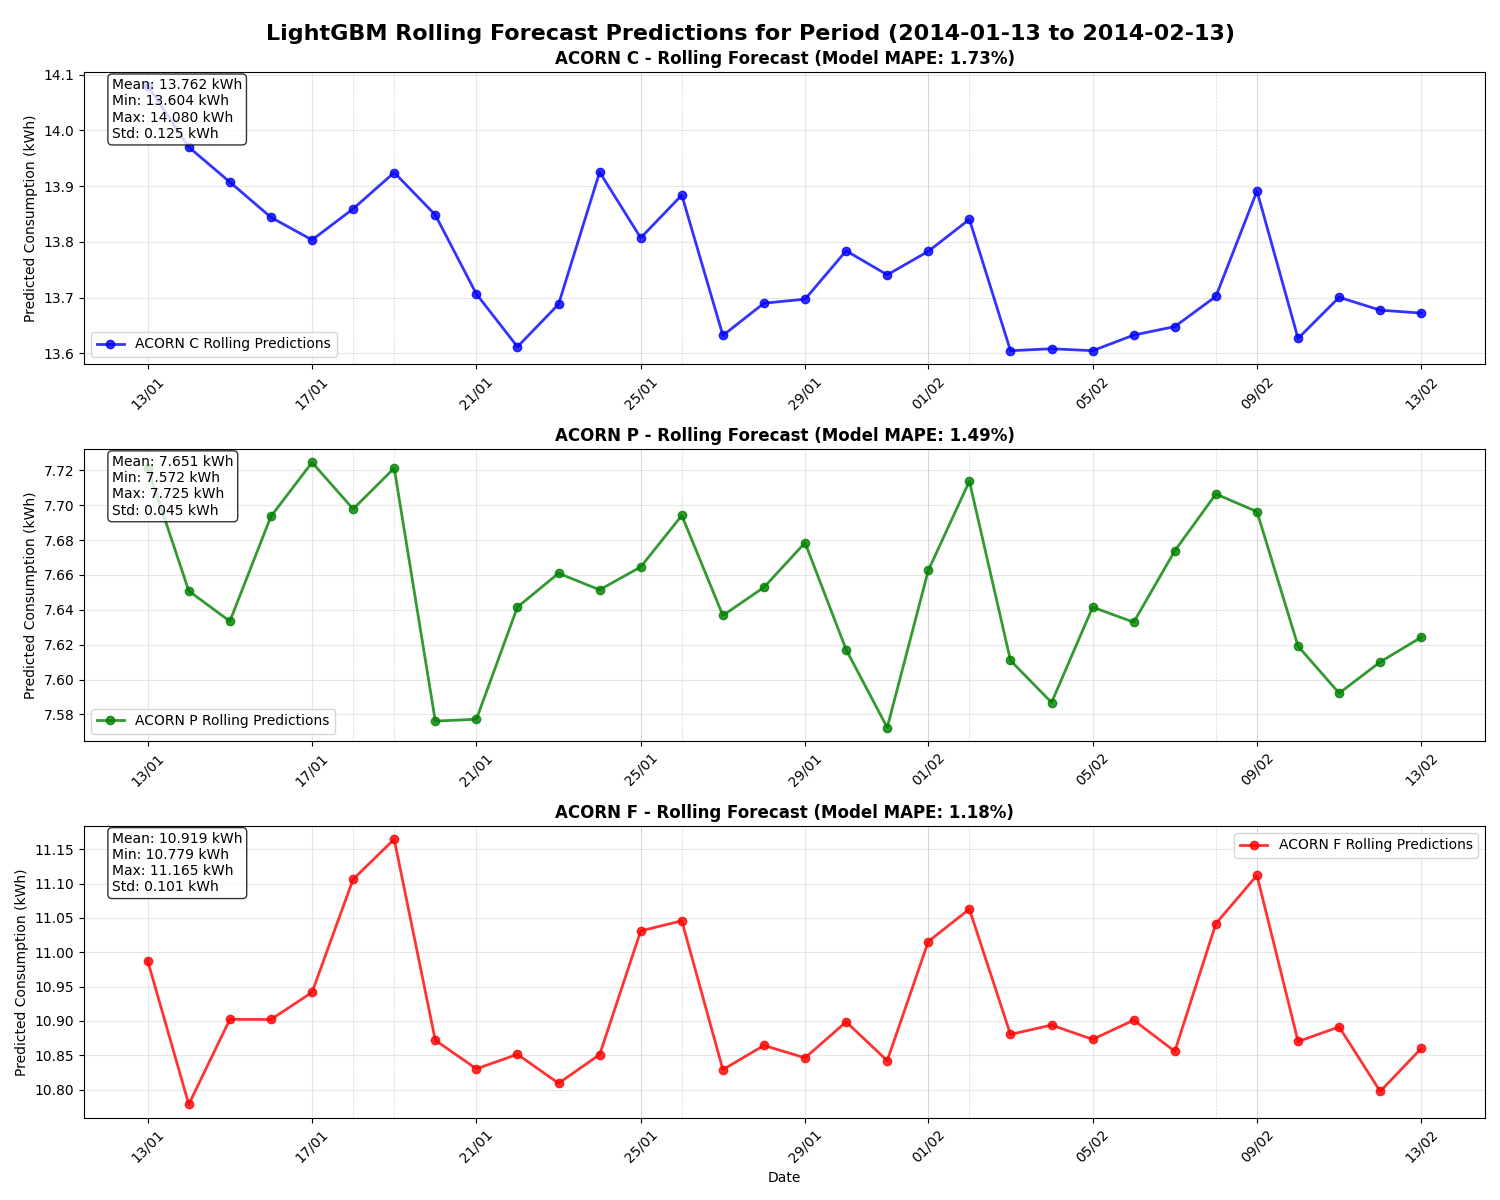 LightGBM Rolling Forecast Predictions for Period (2014-01-13 to 2014-02-13)
ACORN C - Rolling Forecast (Model MAPE: 1.73%)
Predicted Consumption (kWh)
14.1
14.0
13.9
13.8
13.7
13.6
Mean: 13.762 kWh
Min: 13.604 kWh
Max: 14.080 kWh
Std: 0.125 kWh
ACORN C Rolling Predictions
13/01 17/01 21/01 25/01 29/01 01/02 05/02 09/02 13/02
ACORN P - Rolling Forecast (Model MAPE: 1.49%)
Predicted Consumption (kWh)
7.72
7.70
7.68
7.66
7.64
7.62
7.60
7.58
Mean: 7.651 kWh
Min: 7.572 kWh
Max: 7.725 kWh
Std: 0.045 kWh
ACORN P Rolling Predictions
13/01 17/01 21/01 25/01 29/01 01/02 05/02 09/02 13/02
ACORN F - Rolling Forecast (Model MAPE: 1.18%)
Predicted Consumption (kWh)
11.15
11.10
11.05
11.00
10.95
10.90
10.85
10.80
Mean: 10.919 kWh
Min: 10.779 kWh
Max: 11.165 kWh
Std: 0.101 kWh
ACORN F Rolling Predictions
13/01 17/01 21/01 25/01 29/01 01/02 05/02 09/02 13/02
Date